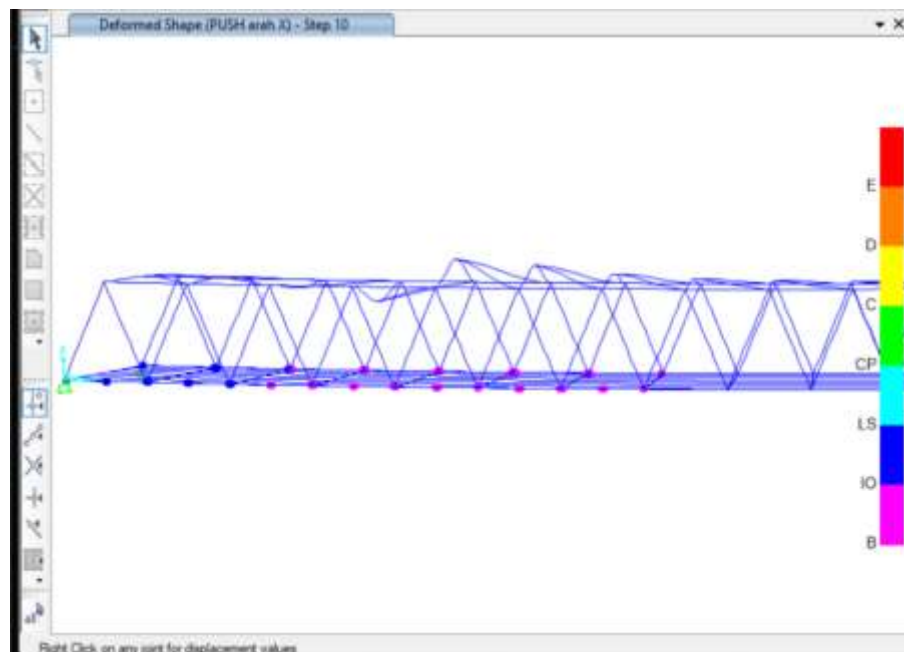 Deformed Shape (PUSH arah X) - Step 10
E
D
C
CP
LS
IO
B
Right Click on any joint for displacement values